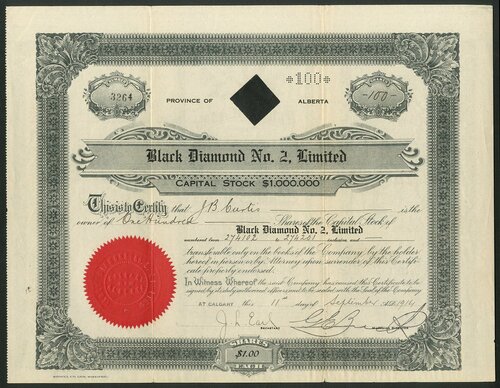 3264
PROVINCE OF
*100*
ALBERTA
-100-
Black Diamond No. 2, Limited
CAPITAL STOCK $1,000,000
This is to Certify that J B Curtis is the
owner of One Hundred Shares of the Capital Stock of
Black Diamond No. 2, Limited
numbered from 274102 to 274201 inclusive and
transferable only on the books of the Company by the holder
hereof in person or by Attorney upon surrender of this Certifi-
cate properly endorsed.
In Witness Whereof the said Company has caused this Certificate to be
signed by its duly authorized officers and to be sealed with the Seal of the Company
AT CALGARY this 11th day of September A.D. 1914
J L Earl
SHARES
$1.00
EACH